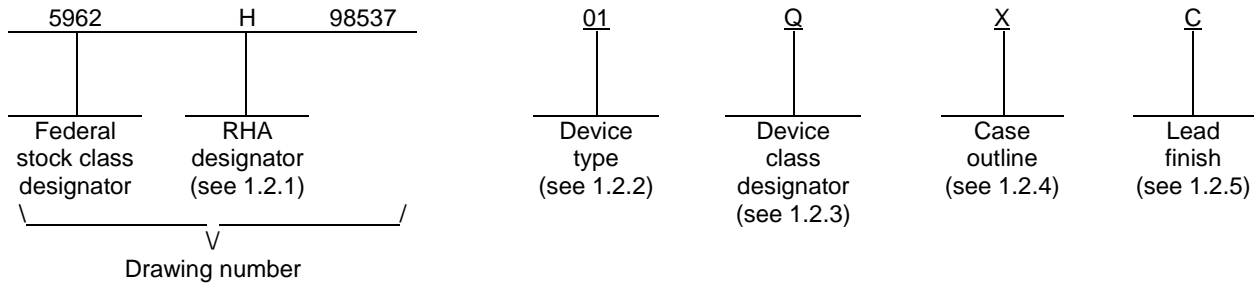 5962 H 98537 01 Q X C
Federal stock class designator
RHA designator (see 1.2.1)
Device type (see 1.2.2)
Device class designator (see 1.2.3)
Case outline (see 1.2.4)
Lead finish (see 1.2.5)
Drawing number